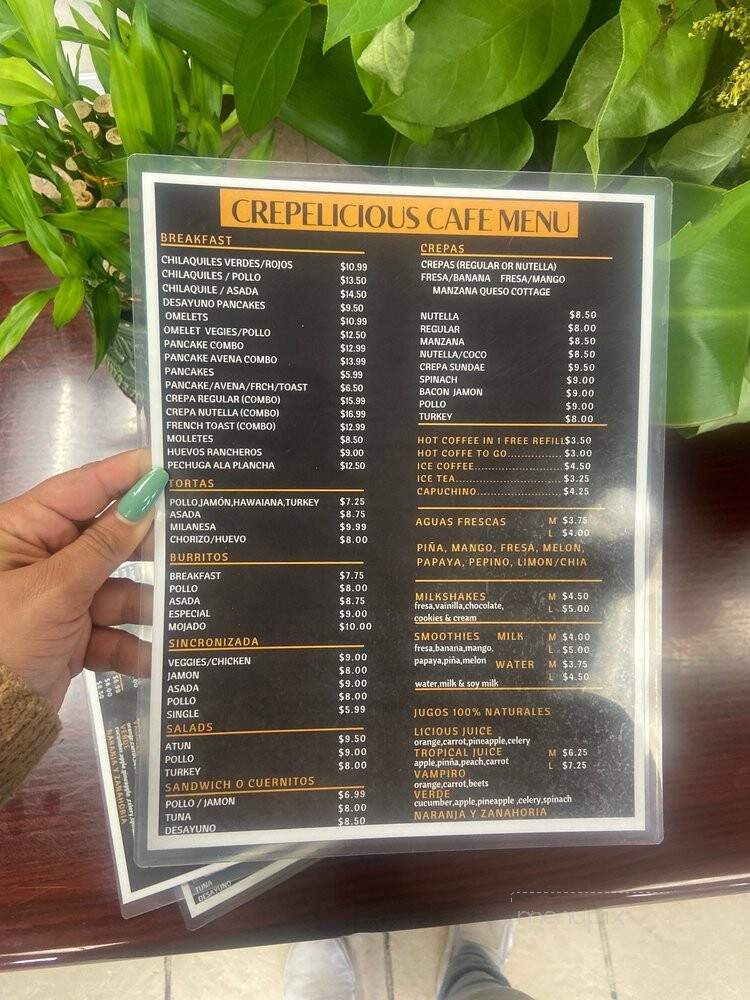 CREPELICIOUS CAFE MENU
BREAKFAST
CHILAQUILES VERDES/ROJOS $10.99
CHILAQUILES / POLLO $13.50
CHILAQUILE / ASADA $14.50
DESAYUNO PANCAKES $9.50
OMELETS $10.99
OMELET VEGIES/POLLO $12.50
PANCAKE COMBO $12.99
PANCAKE AVENA COMBO $13.99
PANCAKES $5.99
PANCAKE/AVENA/FRCH/TOAST $6.50
CREPA REGULAR (COMBO) $15.99
CREPA NUTELLA (COMBO) $16.99
FRENCH TOAST (COMBO) $12.99
MOLLETES $8.50
HUEVOS RANCHEROS $9.00
PECHUGA ALA PLANCHA $12.50
TORTAS
POLLO,JAMÓN,HAWAIANA,TURKEY $7.25
ASADA $8.75
MILANESA $9.99
CHORIZO/HUEVO $8.00
BURRITOS
BREAKFAST $7.75
POLLO $8.00
ASADA $8.75
ESPECIAL $9.00
MOJADO $10.00
SINCRONIZADA
VEGGIES/CHICKEN $9.00
JAMON $8.00
ASADA $9.00
POLLO $8.00
SINGLE $5.99
SALADS
ATUN $9.50
POLLO $9.00
TURKEY $8.00
SANDWICH O CUERNITOS
POLLO / JAMON $6.99
TUNA $8.00
DESAYUNO $8.50
CREPAS
CREPAS (REGULAR OR NUTELLA)
FRESA/BANANA FRESA/MANGO
MANZANA QUESO COTTAGE
NUTELLA $8.50
REGULAR $8.00
MANZANA $8.50
NUTELLA/COCO $8.50
CREPA SUNDAE $9.50
SPINACH $9.00
BACON JAMON $9.00
POLLO $9.00
TURKEY $8.00
HOT COFFEE IN 1 FREE REFILL $3.50
HOT COFFE TO GO................ $3.00
ICE COFFEE...................... $4.50
ICE TEA........................... $3.25
CAPUCHINO..................... $4.25
AGUAS FRESCAS M $3.75
L $4.00
PIÑA, MANGO, FRESA, MELON,
PAPAYA, PEPINO, LIMON/CHIA
MILKSHAKES M $4.50
fresa,vainilla,chocolate, L $5.00
cookies & cream
SMOOTHIES MILK M $4.00
fresa,banana,mango, L $5.00
papaya,piña,melon WATER M $3.75
L $4.50
water,milk & soy milk
JUGOS 100% NATURALES
LICIOUS JUICE
orange,carrot,pineapple,celery
TROPICAL JUICE M $6.25
apple,pinña,peach,carrot L $7.25
VAMPIRO
orange,carrot,beets
VERDE
cucumber,apple,pineapple ,celery,spinach
NARANJA Y ZANAHORIA
$6.99
$8.00
$8.50
VERDE
NARANJA Y ZANAHORIA
TUNA
DESAYUNO